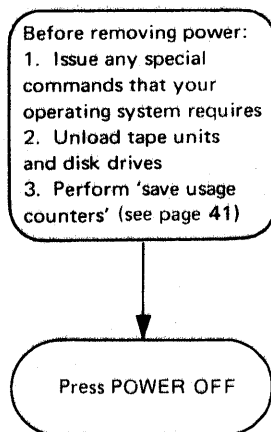 Before removing power:
1. Issue any special
commands that your
operating system requires
2. Unload tape units
and disk drives
3. Perform 'save usage
counters' (see page 41)
Press POWER OFF